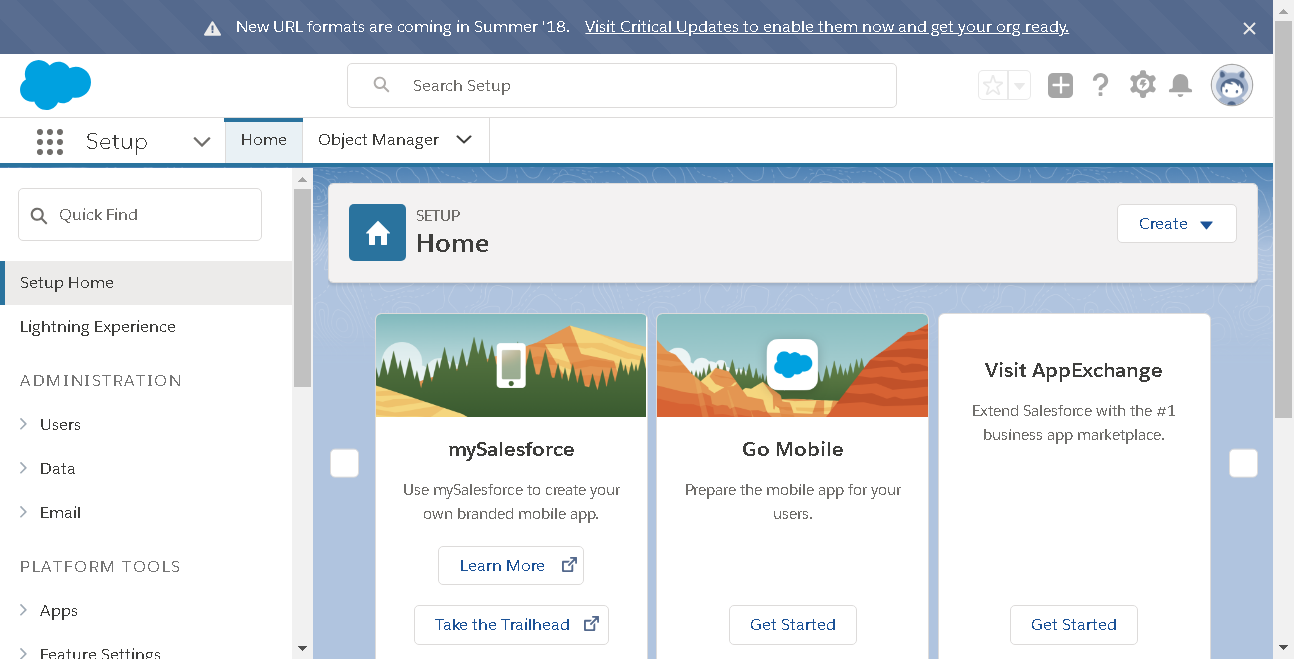 New URL formats are coming in Summer '18. Visit Critical Updates to enable them now and get your org ready.
Search Setup
Setup
Home
Object Manager
Quick Find
Setup Home
Lightning Experience
ADMINISTRATION
Users
Data
Email
PLATFORM TOOLS
Apps
Feature Settings
SETUP
Home
Create
mySalesforce
Use mySalesforce to create your
own branded mobile app.
Learn More
Take the Trailhead
Go Mobile
Prepare the mobile app for your
users.
Get Started
Visit AppExchange
Extend Salesforce with the #1
business app marketplace.
Get Started